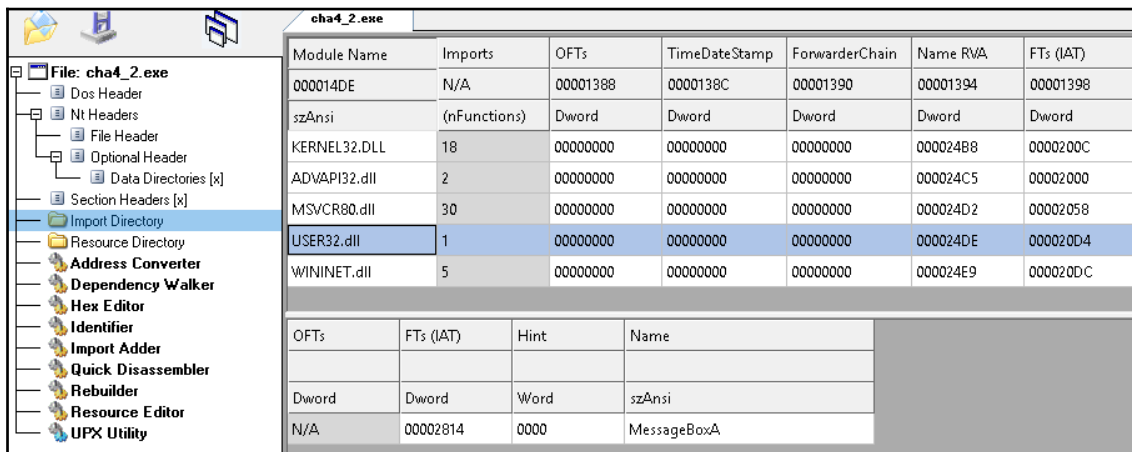 cha4_2.exe
File: cha4_2.exe
Dos Header
Nt Headers
File Header
Optional Header
Data Directories [x]
Section Headers [x]
Import Directory
Resource Directory
Address Converter
Dependency Walker
Hex Editor
Identifier
Import Adder
Quick Disassembler
Rebuilder
Resource Editor
UPX Utility
Module Name Imports OFTs TimeDateStamp ForwarderChain Name RVA FTs (IAT)
000014DE N/A 00001388 0000138C 00001390 00001394 00001398
szAnsi (nFunctions) Dword Dword Dword Dword Dword
KERNEL32.DLL 18 00000000 00000000 00000000 000024B8 0000200C
ADVAPI32.dll 2 00000000 00000000 00000000 000024C5 00002000
MSVCR80.dll 30 00000000 00000000 00000000 000024D2 00002058
USER32.dll 1 00000000 00000000 00000000 000024DE 000020D4
WININET.dll 5 00000000 00000000 00000000 000024E9 000020DC
OFTs FTs (IAT) Hint Name
Dword Dword Word szAnsi
N/A 00002814 0000 MessageBoxA